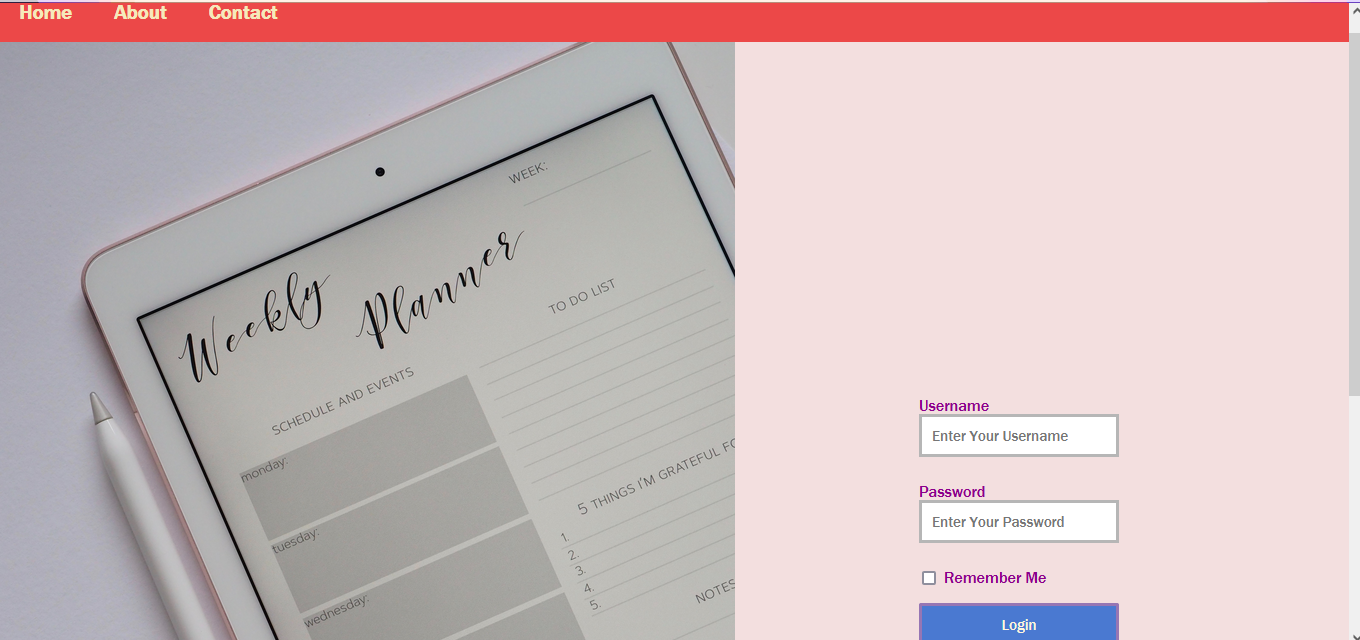 Home About Contact
WEEK:
Weekly Planner
TO DO LIST
SCHEDULE AND EVENTS
monday:
tuesday:
wednesday:
5 THINGS I'M GRATEFUL FO
1.
2.
3.
4.
5.
NOTES
Username
Enter Your Username
Password
Enter Your Password
Remember Me
Login